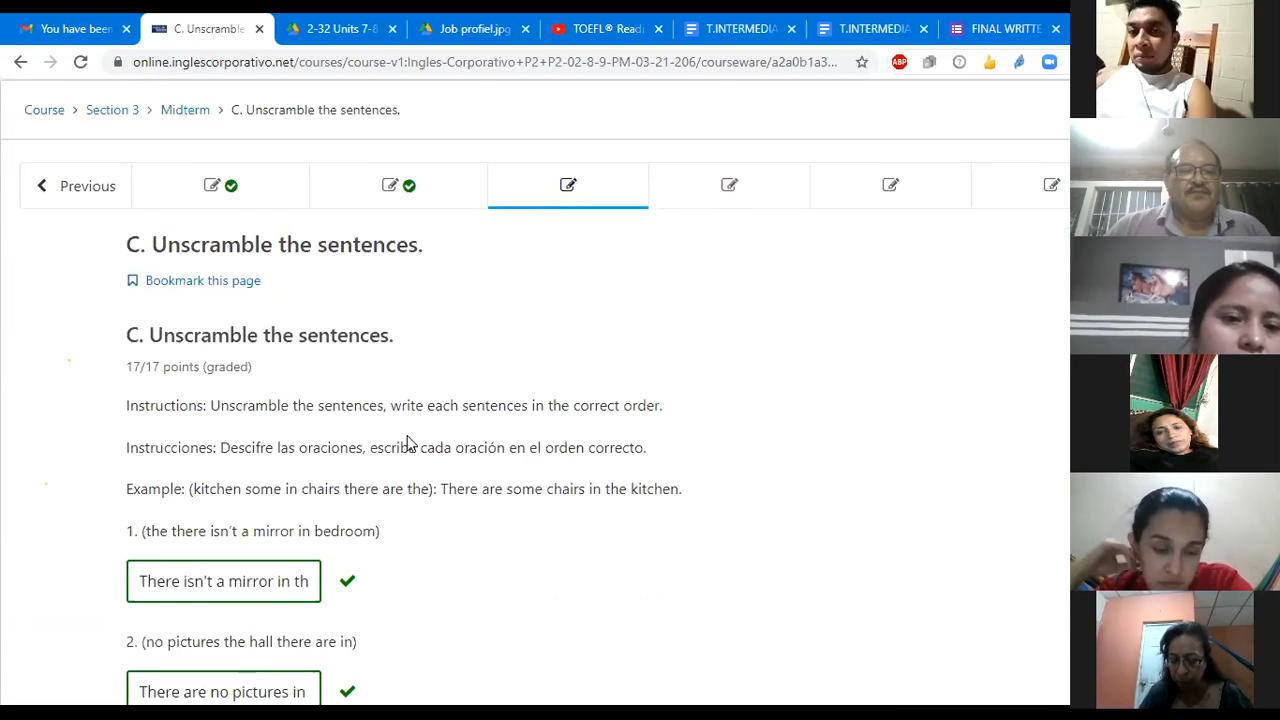 You have been
C. Unscramble
2-32 Units 7-8
Job profiel.jpg
TOEFL® Readi
T.INTERMEDIA
T.INTERMEDIA
FINAL WRITTE
online.inglescorporativo.net/courses/course-v1:Ingles-Corporativo+P2+P2-02-8-9-PM-03-21-206/courseware/a2a0b1a3...
ABP
Course > Section 3 > Midterm > C. Unscramble the sentences.
Previous
C. Unscramble the sentences.
Bookmark this page
C. Unscramble the sentences.
17/17 points (graded)
Instructions: Unscramble the sentences, write each sentences in the correct order.
Instrucciones: Descifre las oraciones, escriba cada oración en el orden correcto.
Example: (kitchen some in chairs there are the): There are some chairs in the kitchen.
1. (the there isn´t a mirror in bedroom)
There isn't a mirror in th
2. (no pictures the hall there are in)
There are no pictures in